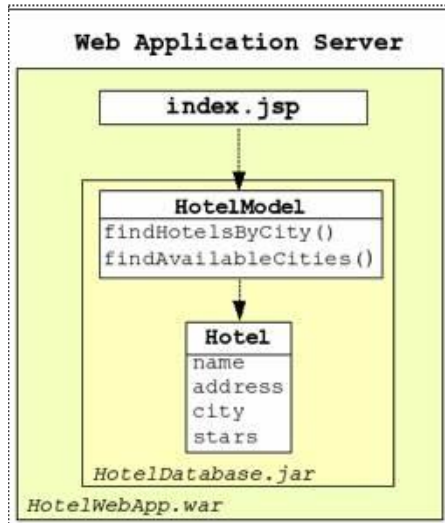 Web Application Server
index.jsp
HotelModel
findHotelsByCity()
findAvailableCities()
Hotel
name
address
city
stars
HotelDatabase.jar
HotelWebApp.war